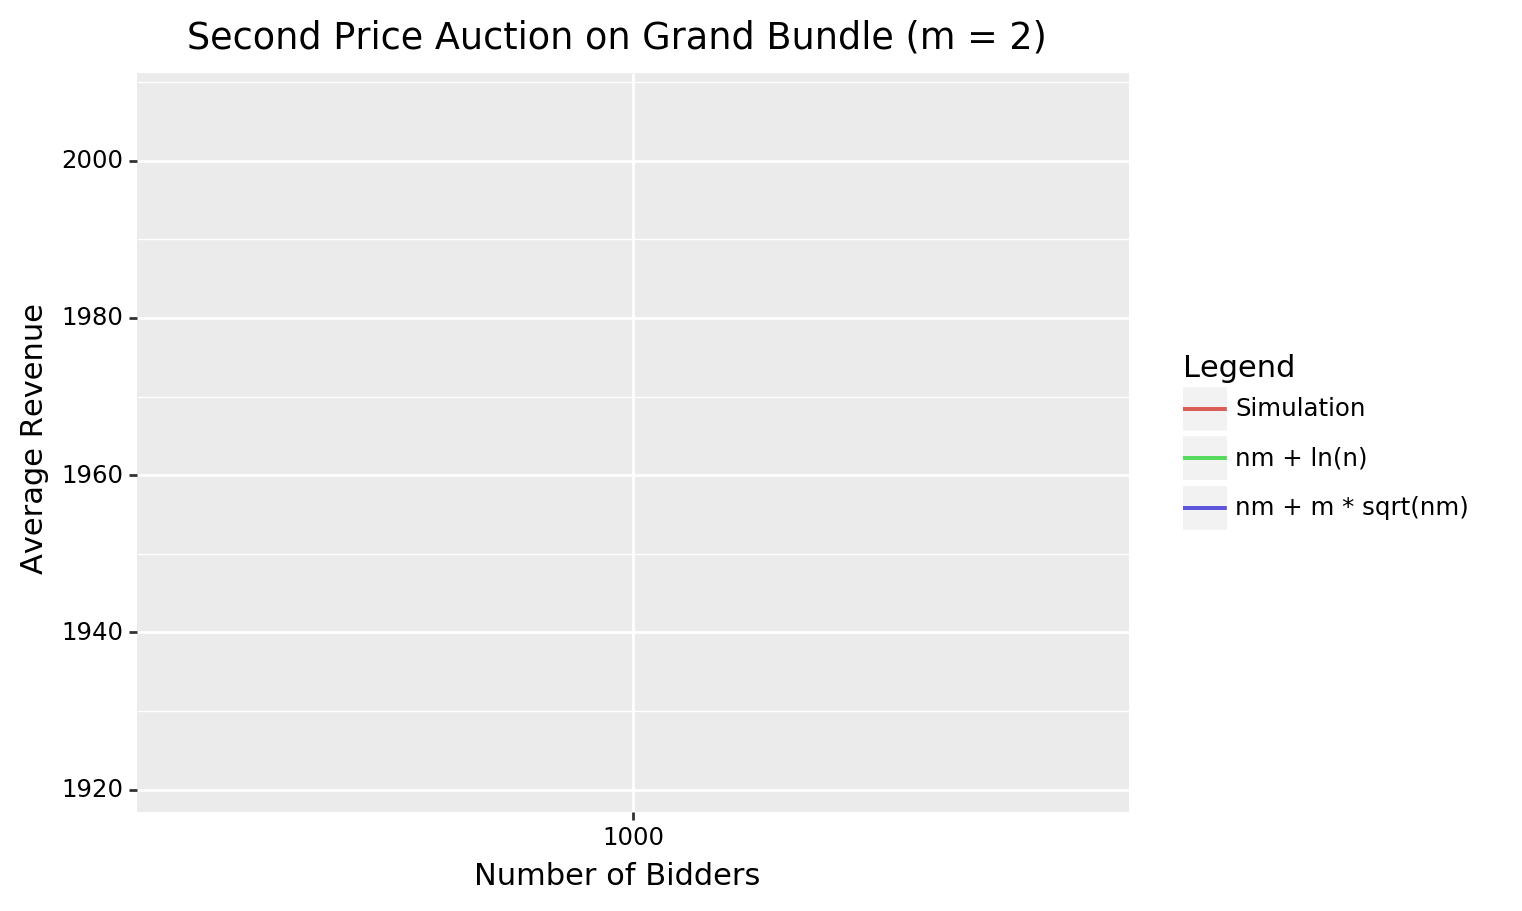 Second Price Auction on Grand Bundle (m = 2)
Average Revenue
2000
1980
1960
1940
1920
1000
Number of Bidders
Legend
Simulation
nm + ln(n)
nm + m * sqrt(nm)